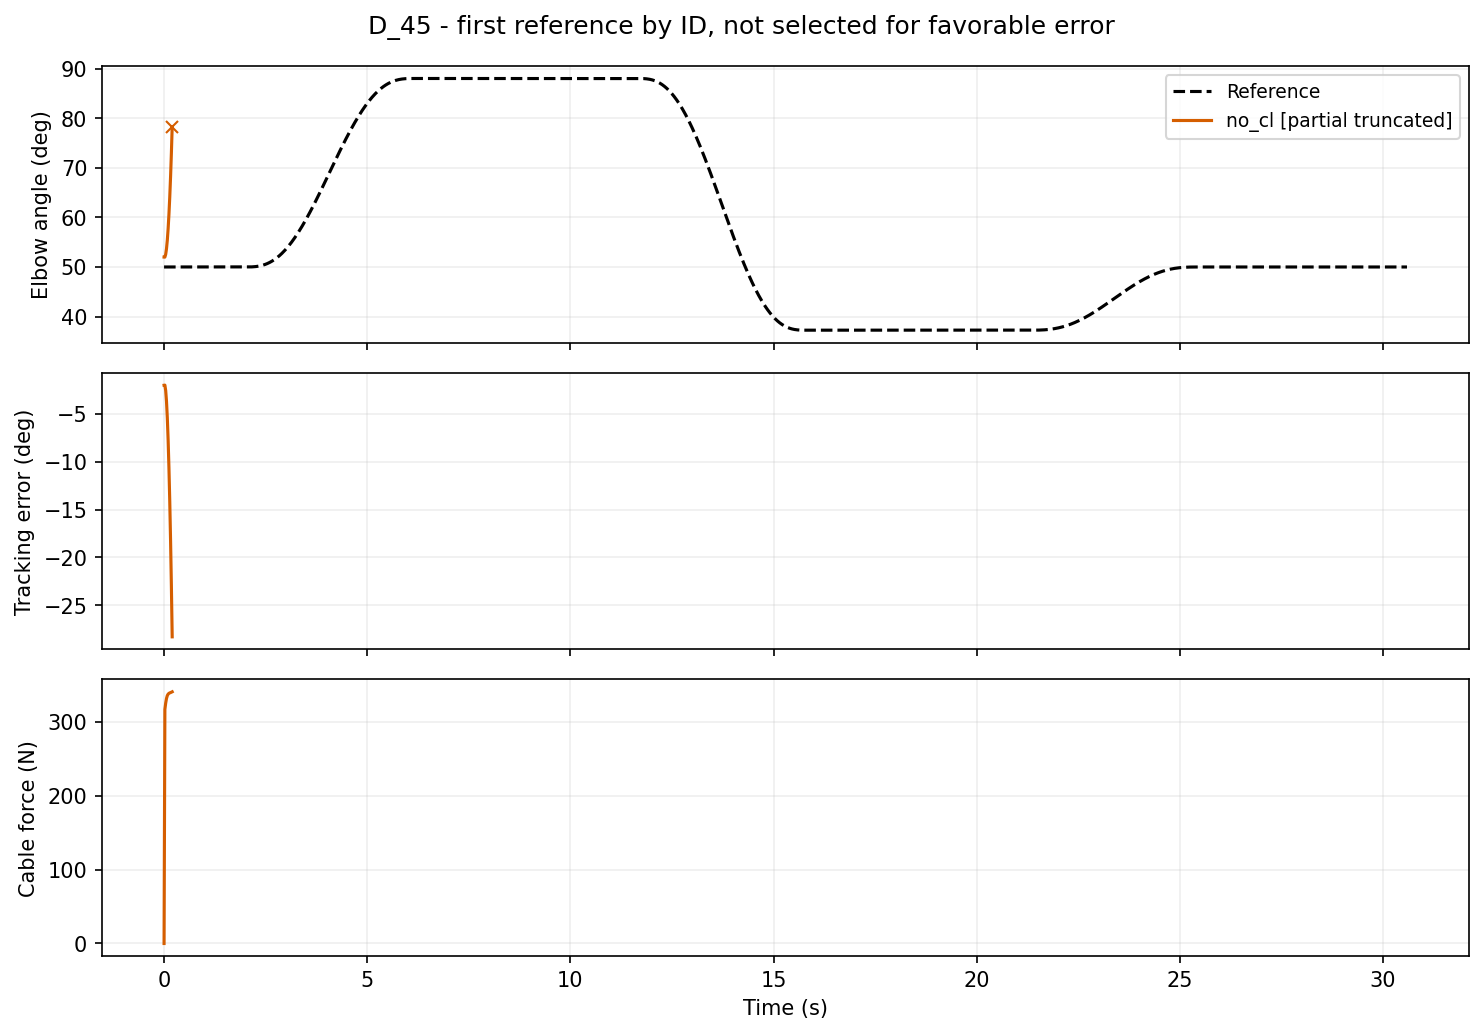 D_45 - first reference by ID, not selected for favorable error
90
80
70
60
50
40
Elbow angle (deg)
Reference
no_cl [partial truncated]
−5
−10
−15
−20
−25
Tracking error (deg)
300
200
100
0
Cable force (N)
0 5 10 15 20 25 30
Time (s)